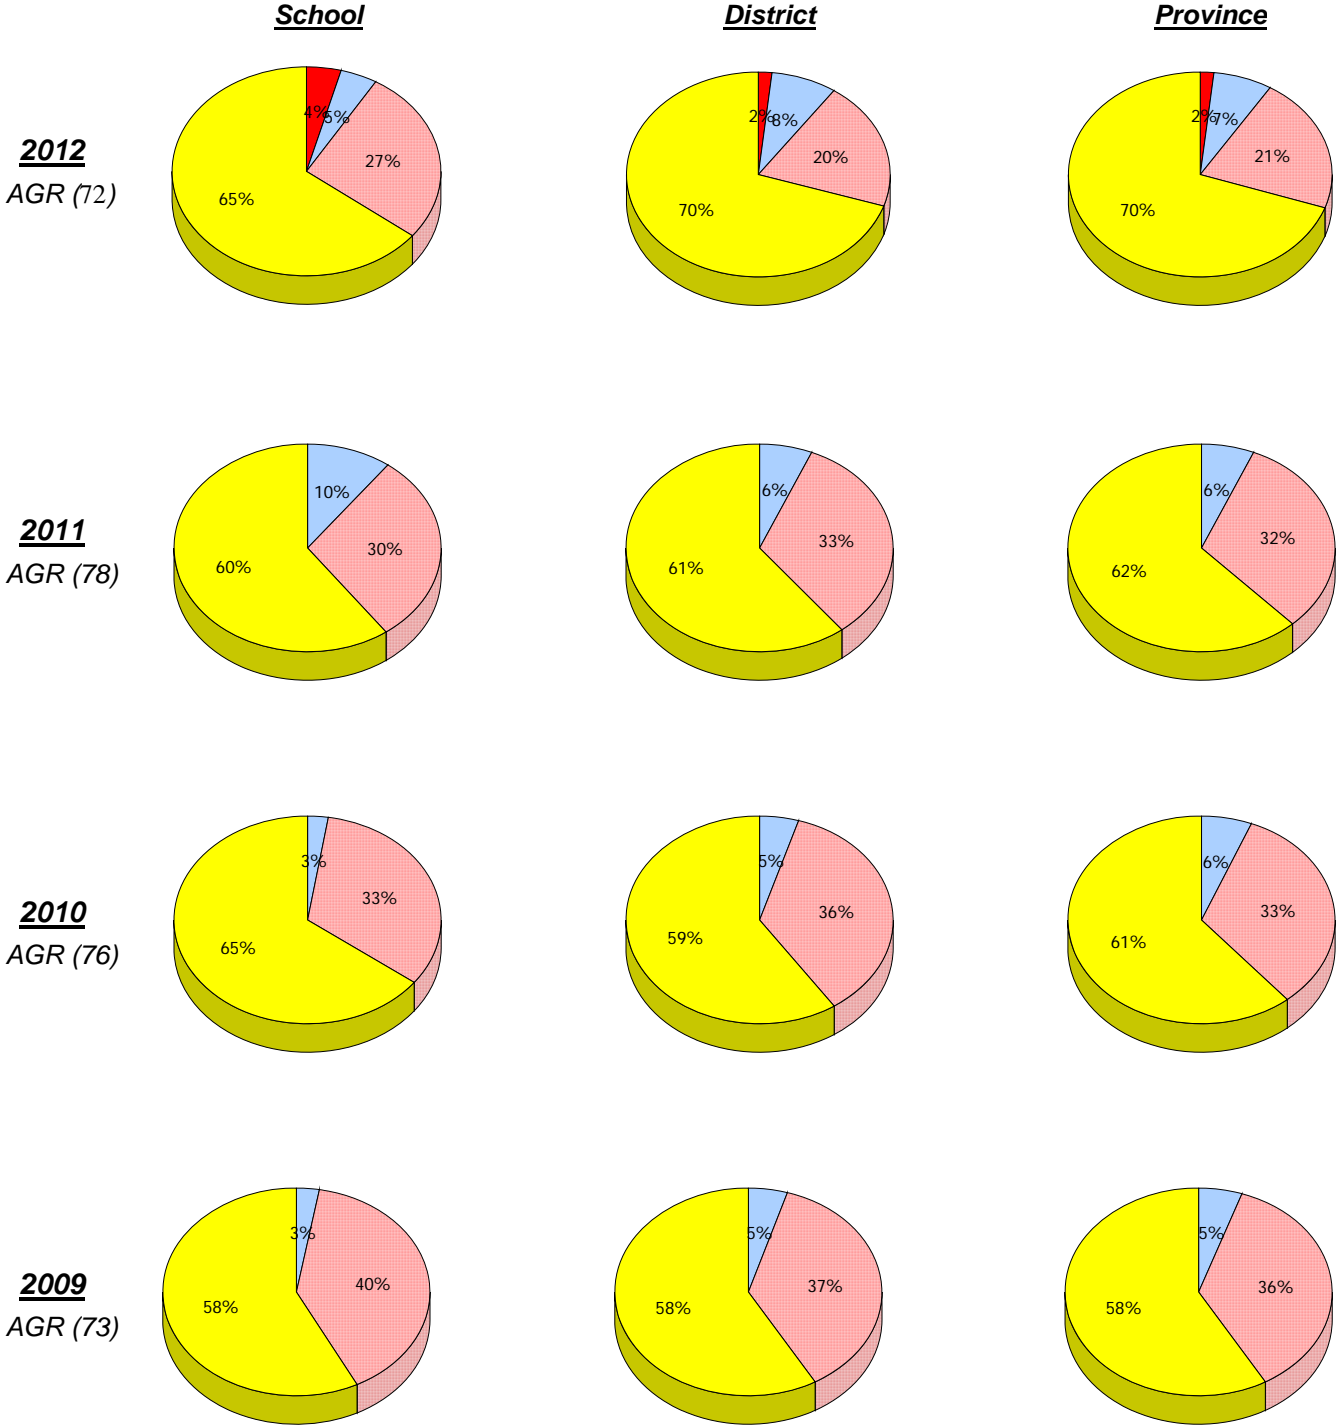 School District Province
4% 5% 27% 65%
2% 8% 20% 70%
2% 7% 21% 70%
2012
AGR (72)
10% 30% 60%
6% 33% 61%
6% 32% 62%
2011
AGR (78)
3% 33% 65%
5% 36% 59%
6% 33% 61%
2010
AGR (76)
3% 40% 58%
5% 37% 58%
5% 36% 58%
2009
AGR (73)